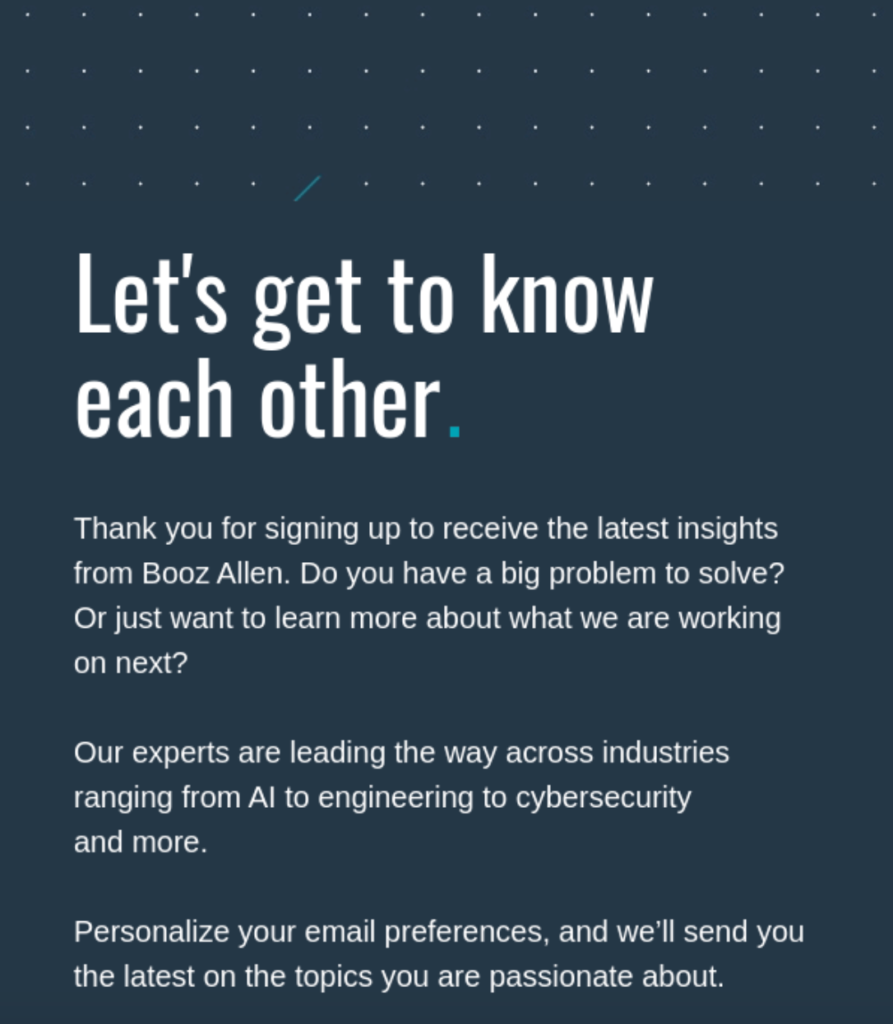 Let's get to know
each other.
Thank you for signing up to receive the latest insights
from Booz Allen. Do you have a big problem to solve?
Or just want to learn more about what we are working
on next?
Our experts are leading the way across industries
ranging from AI to engineering to cybersecurity
and more.
Personalize your email preferences, and we’ll send you
the latest on the topics you are passionate about.